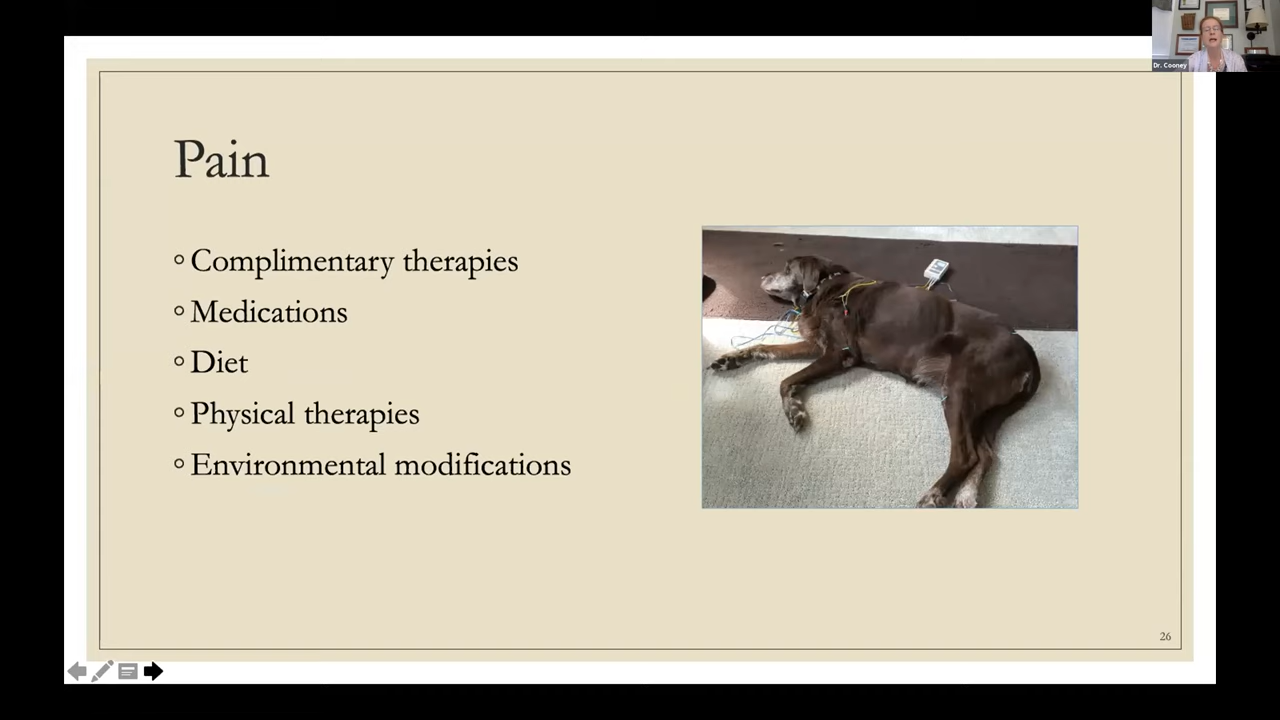 Dr. Cooney
Pain
Complimentary therapies
Medications
Diet
Physical therapies
Environmental modifications
26